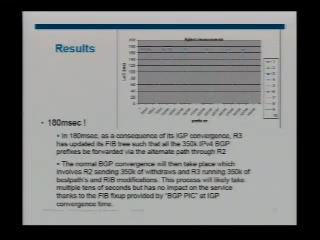 Results
180msec !
In 180msec, as a consequence of its IGP convergence, R3
has updated its FIB tree such that all the 350k IPv4 BGP
prefixes be forwarded via the alternate path through R2
The normal BGP convergence will then take place which
involves R2 sending 350k of withdraws and R3 running 350k of
bestpath's and RIB modifications. This process will likely take
multiple tens of seconds but has no impact on the service
thanks to the FIB fixup provided by "BGP PIC" at IGP
convergence time.